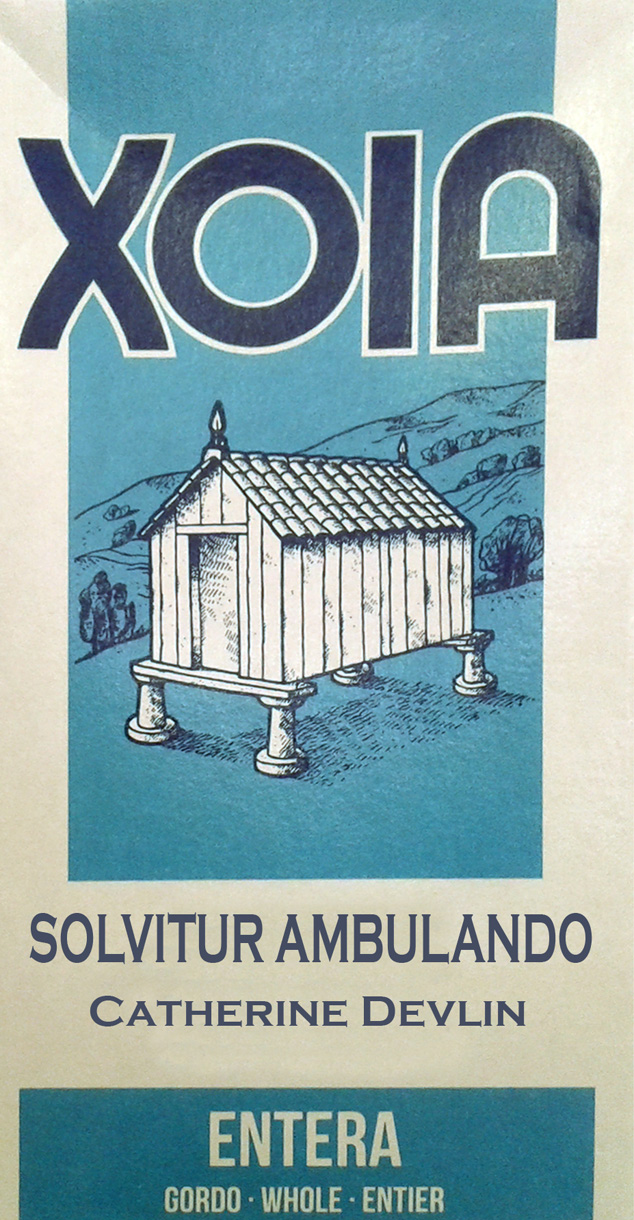 XOIA
SOLVITUR AMBULANDO
CATHERINE DEVLIN
ENTERA
GORDO · WHOLE · ENTIER